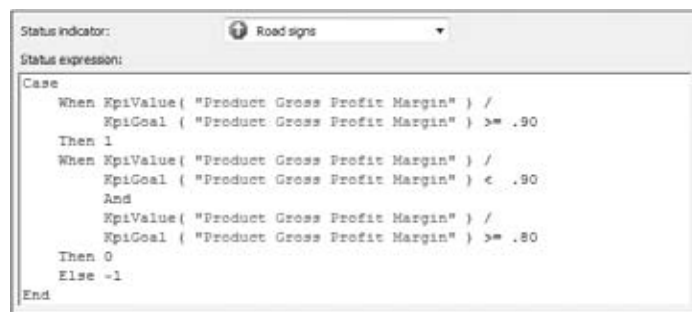 Status indicator: Road signs
Status expression:
Case
    When KpiValue( "Product Gross Profit Margin" ) /
         KpiGoal ( "Product Gross Profit Margin" ) >= .90
    Then 1
    When KpiValue( "Product Gross Profit Margin" ) /
         KpiGoal ( "Product Gross Profit Margin" ) <  .90
         And
         KpiValue( "Product Gross Profit Margin" ) /
         KpiGoal ( "Product Gross Profit Margin" ) >= .80
    Then 0
    Else -1
End